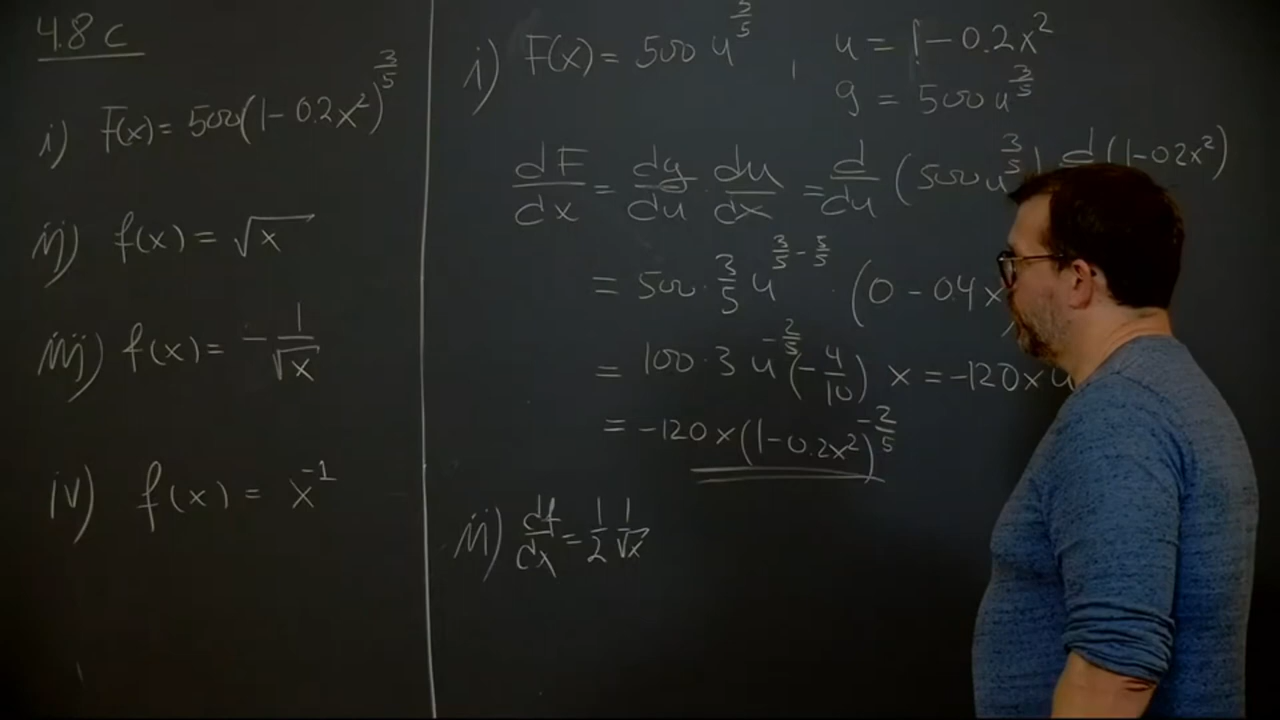 4.8 c
i) F(x) = 500(1 - 0.2x²)^(3/5)
ii) f(x) = √x
iii) f(x) = - 1/√x
iv) f(x) = x⁻¹
i) F(x) = 500 u^(3/5) , u = 1 - 0.2x²
g = 500 u^(3/5)
dF/dx = dg/du · du/dx = d/du (500u^(3/5)) d (1-02x²)
= 500 · 3/5 u^(3/5 - 5/5) · (0 - 0.4x
= 100 · 3 u^(-2/5) (-4/10) x = -120x u
= -120x(1 - 0.2x²)^(-2/5)
ii) df/dx = 1/2 1/√x